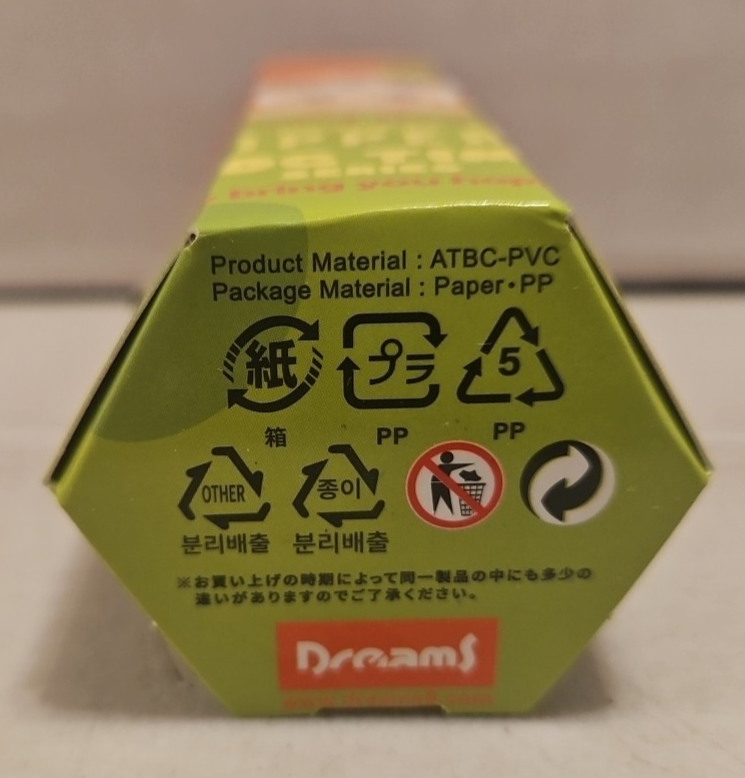 Product Material : ATBC-PVC
Package Material : Paper・PP
紙 プラ 5
箱 PP PP
OTHER 종이
분리배출 분리배출
※お買い上げの時期によって同一製品の中にも多少の
違いがありますのでご了承ください。
Dreams